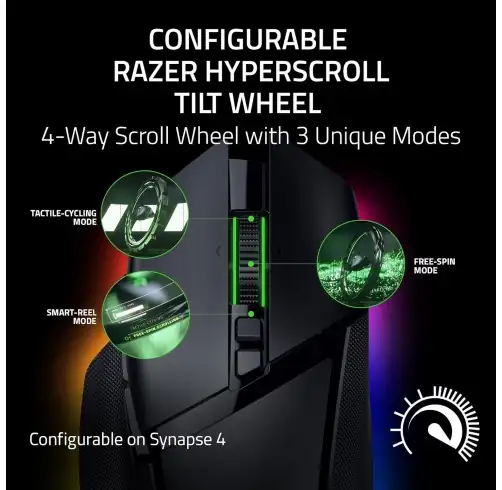 CONFIGURABLE
RAZER HYPERSCROLL
TILT WHEEL
4-Way Scroll Wheel with 3 Unique Modes
TACTILE-CYCLING
MODE
FREE-SPIN
MODE
SMART-REEL
MODE
Configurable on Synapse 4